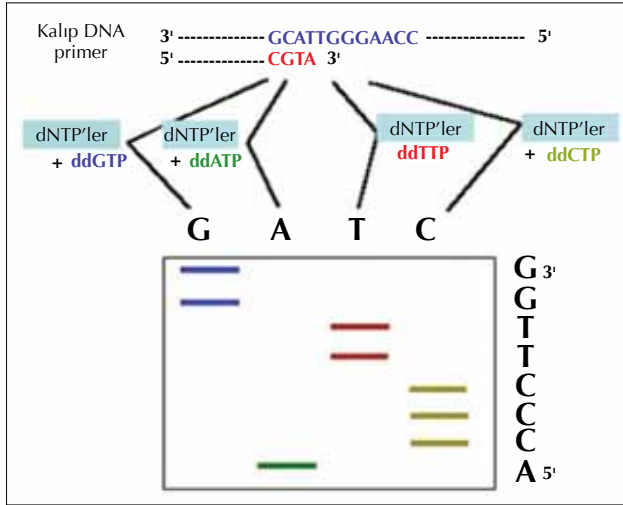 Kalıp DNA 3' -------------- GCATTGGGAACC ---------------- 5'
primer 5' -------------- CGTA 3'
dNTP'ler dNTP'ler dNTP'ler dNTP'ler
+ ddGTP + ddATP ddTTP + ddCTP
G A T C
G 3'
G
T
T
C
C
C
A 5'